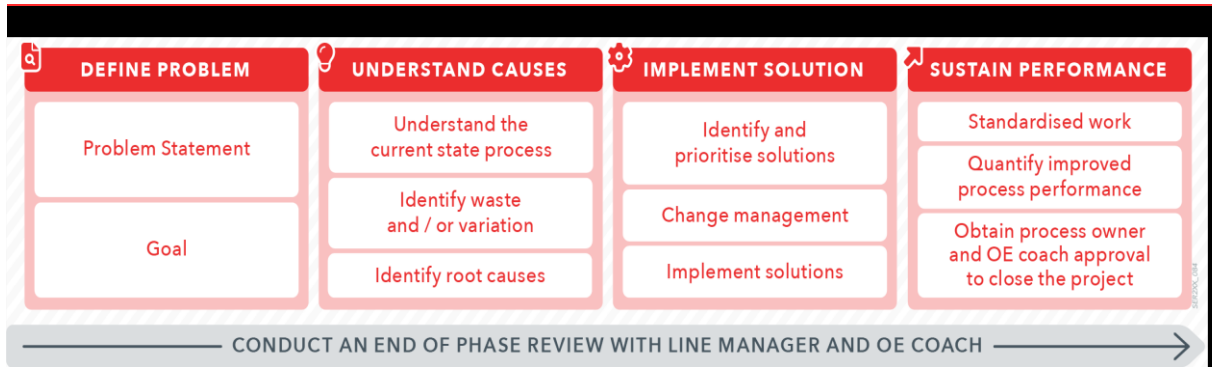 DEFINE PROBLEM
Problem Statement
Goal
UNDERSTAND CAUSES
Understand the
current state process
Identify waste
and / or variation
Identify root causes
IMPLEMENT SOLUTION
Identify and
prioritise solutions
Change management
Implement solutions
SUSTAIN PERFORMANCE
Standardised work
Quantify improved
process performance
Obtain process owner
and OE coach approval
to close the project
CONDUCT AN END OF PHASE REVIEW WITH LINE MANAGER AND OE COACH